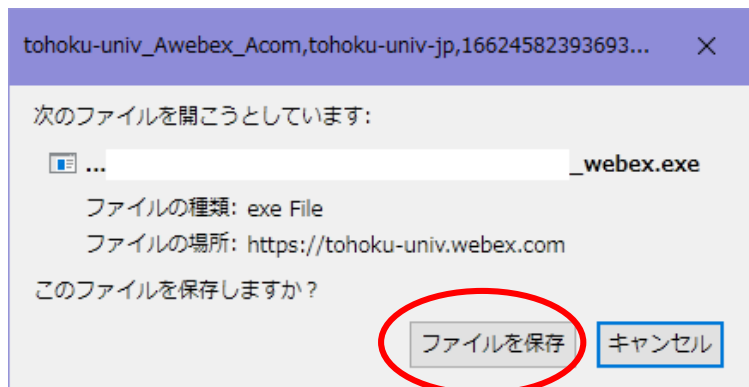 tohoku-univ_Awebex_Acom,tohoku-univ-jp,16624582393693...
次のファイルを開こうとしています:
... _webex.exe
ファイルの種類: exe File
ファイルの場所: https://tohoku-univ.webex.com
このファイルを保存しますか？
ファイルを保存 キャンセル